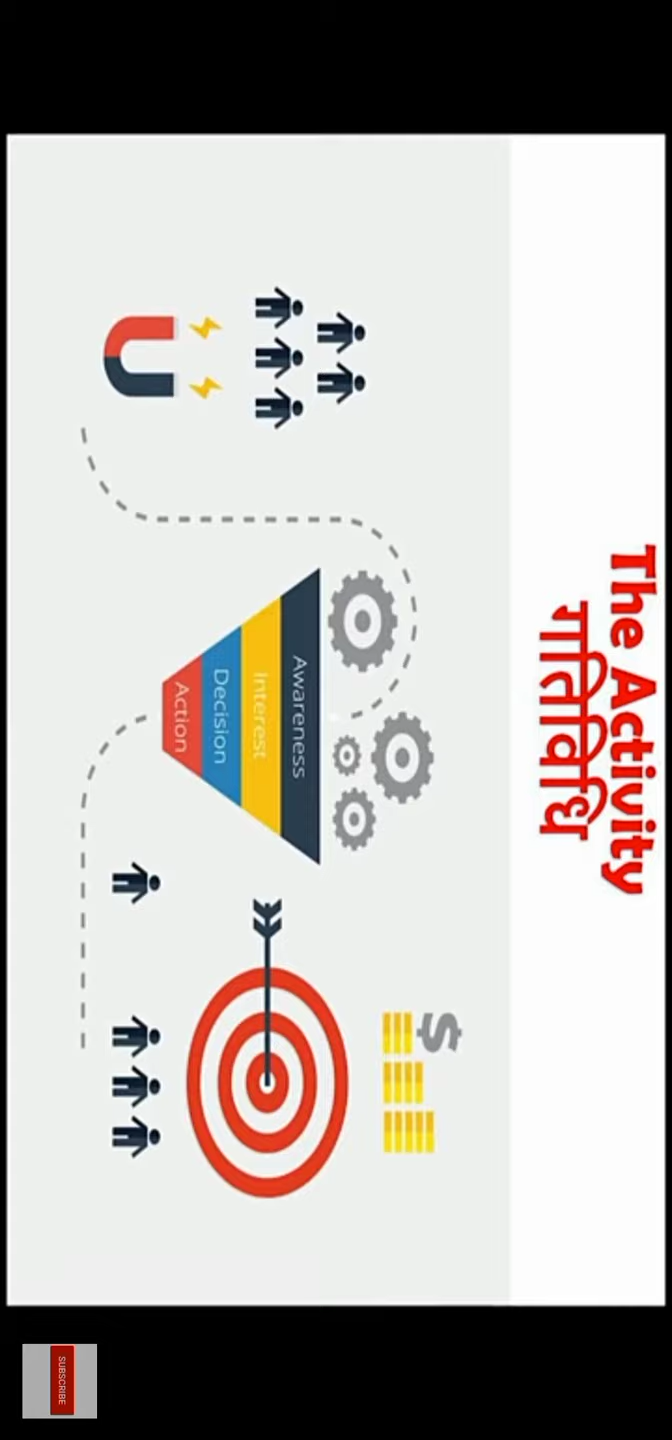 The Activity
गतिविधि
Awareness
Interest
Decision
Action
$
SUBSCRIBE